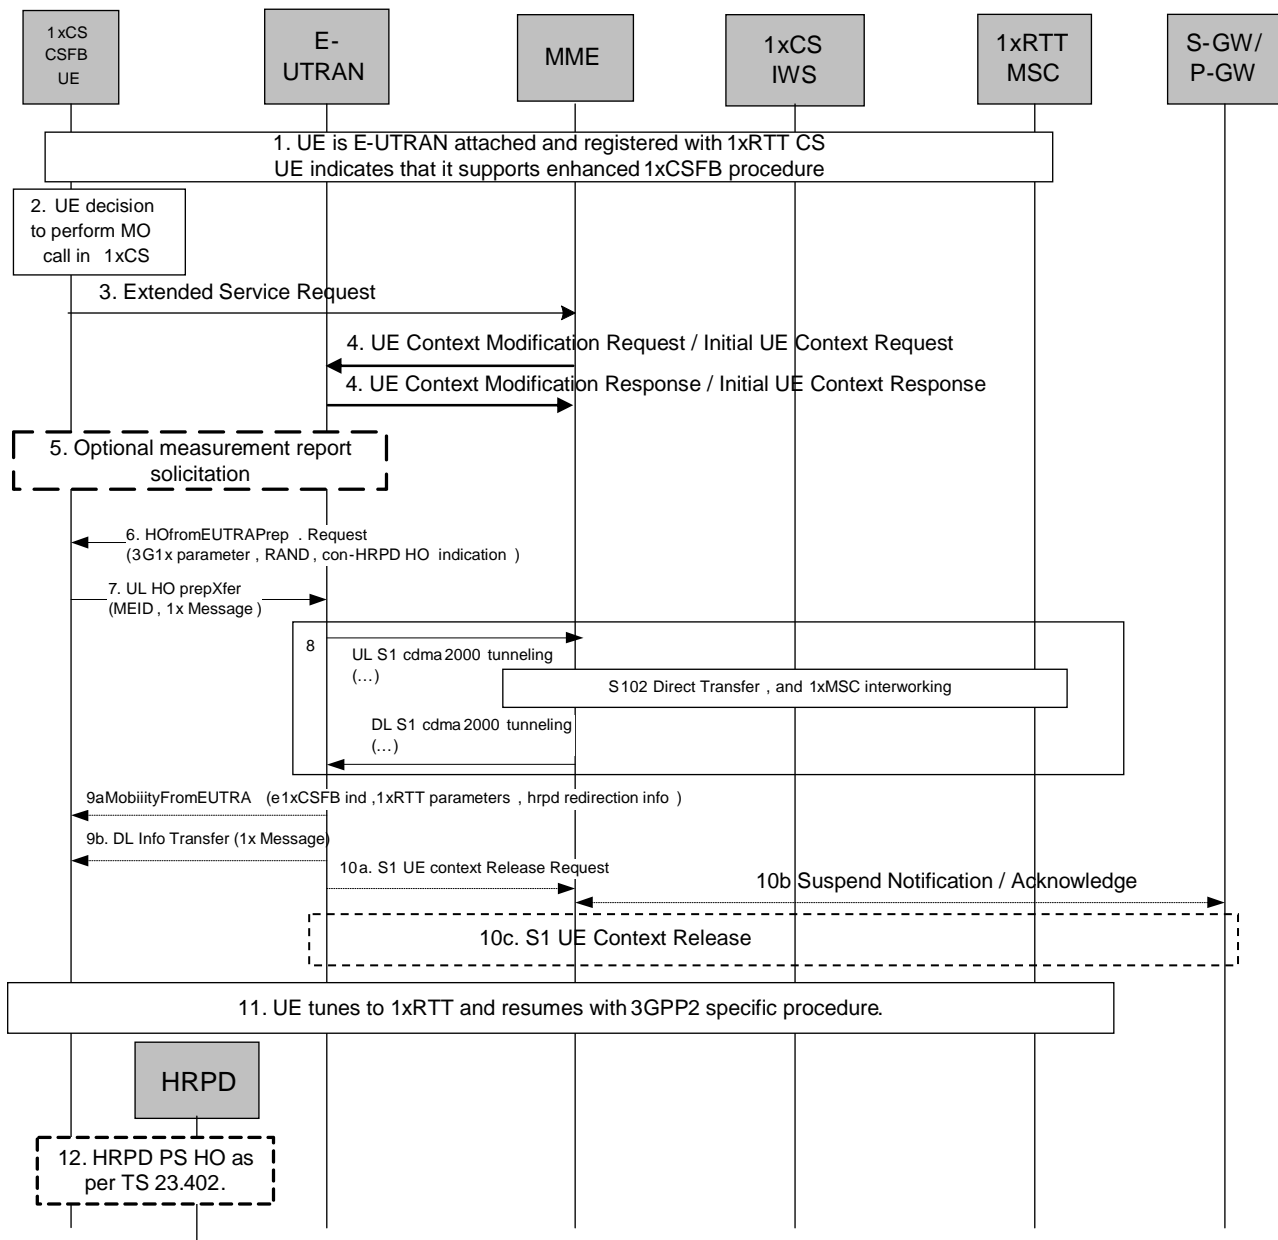 1xCS
CSFB
UE
E-
UTRAN
MME
1xCS
IWS
1xRTT
MSC
S-GW/
P-GW
1. UE is E-UTRAN attached and registered with 1xRTT CS
UE indicates that it supports enhanced 1xCSFB procedure
2. UE decision
to perform MO
call in 1xCS
3. Extended Service Request
4. UE Context Modification Request / Initial UE Context Request
4. UE Context Modification Response / Initial UE Context Response
5. Optional measurement report
solicitation
6. HOfromEUTRAPrep . Request
(3G1x parameter , RAND , con-HRPD HO indication )
7. UL HO prepXfer
(MEID , 1x Message )
8
UL S1 cdma2000 tunneling
(...)
S102 Direct Transfer , and 1xMSC interworking
DL S1 cdma2000 tunneling
(...)
9aMobiiityFromEUTRA (e1xCSFB ind ,1xRTT parameters , hrpd redirection info )
9b. DL Info Transfer (1x Message)
10a. S1 UE context Release Request
10b Suspend Notification / Acknowledge
10c. S1 UE Context Release
11. UE tunes to 1xRTT and resumes with 3GPP2 specific procedure.
HRPD
12. HRPD PS HO as
per TS 23.402.